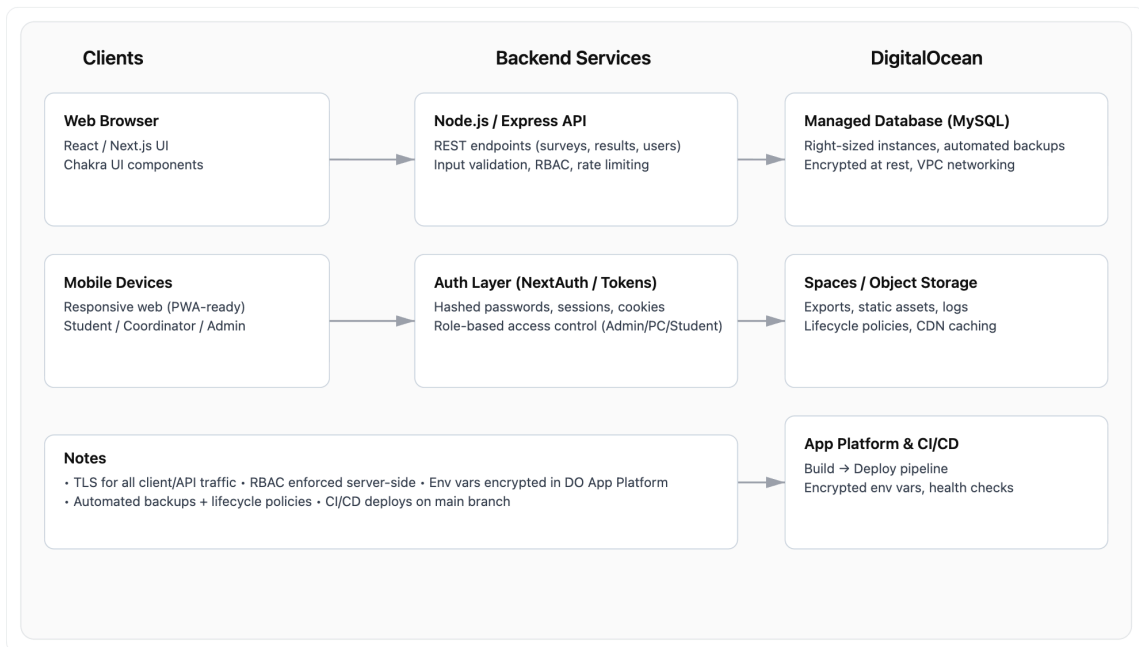 Clients
Backend Services
DigitalOcean
Web Browser
React / Next.js UI
Chakra UI components
Node.js / Express API
REST endpoints (surveys, results, users)
Input validation, RBAC, rate limiting
Managed Database (MySQL)
Right-sized instances, automated backups
Encrypted at rest, VPC networking
Mobile Devices
Responsive web (PWA-ready)
Student / Coordinator / Admin
Auth Layer (NextAuth / Tokens)
Hashed passwords, sessions, cookies
Role-based access control (Admin/PC/Student)
Spaces / Object Storage
Exports, static assets, logs
Lifecycle policies, CDN caching
Notes
• TLS for all client/API traffic • RBAC enforced server-side • Env vars encrypted in DO App Platform
• Automated backups + lifecycle policies • CI/CD deploys on main branch
App Platform & CI/CD
Build → Deploy pipeline
Encrypted env vars, health checks